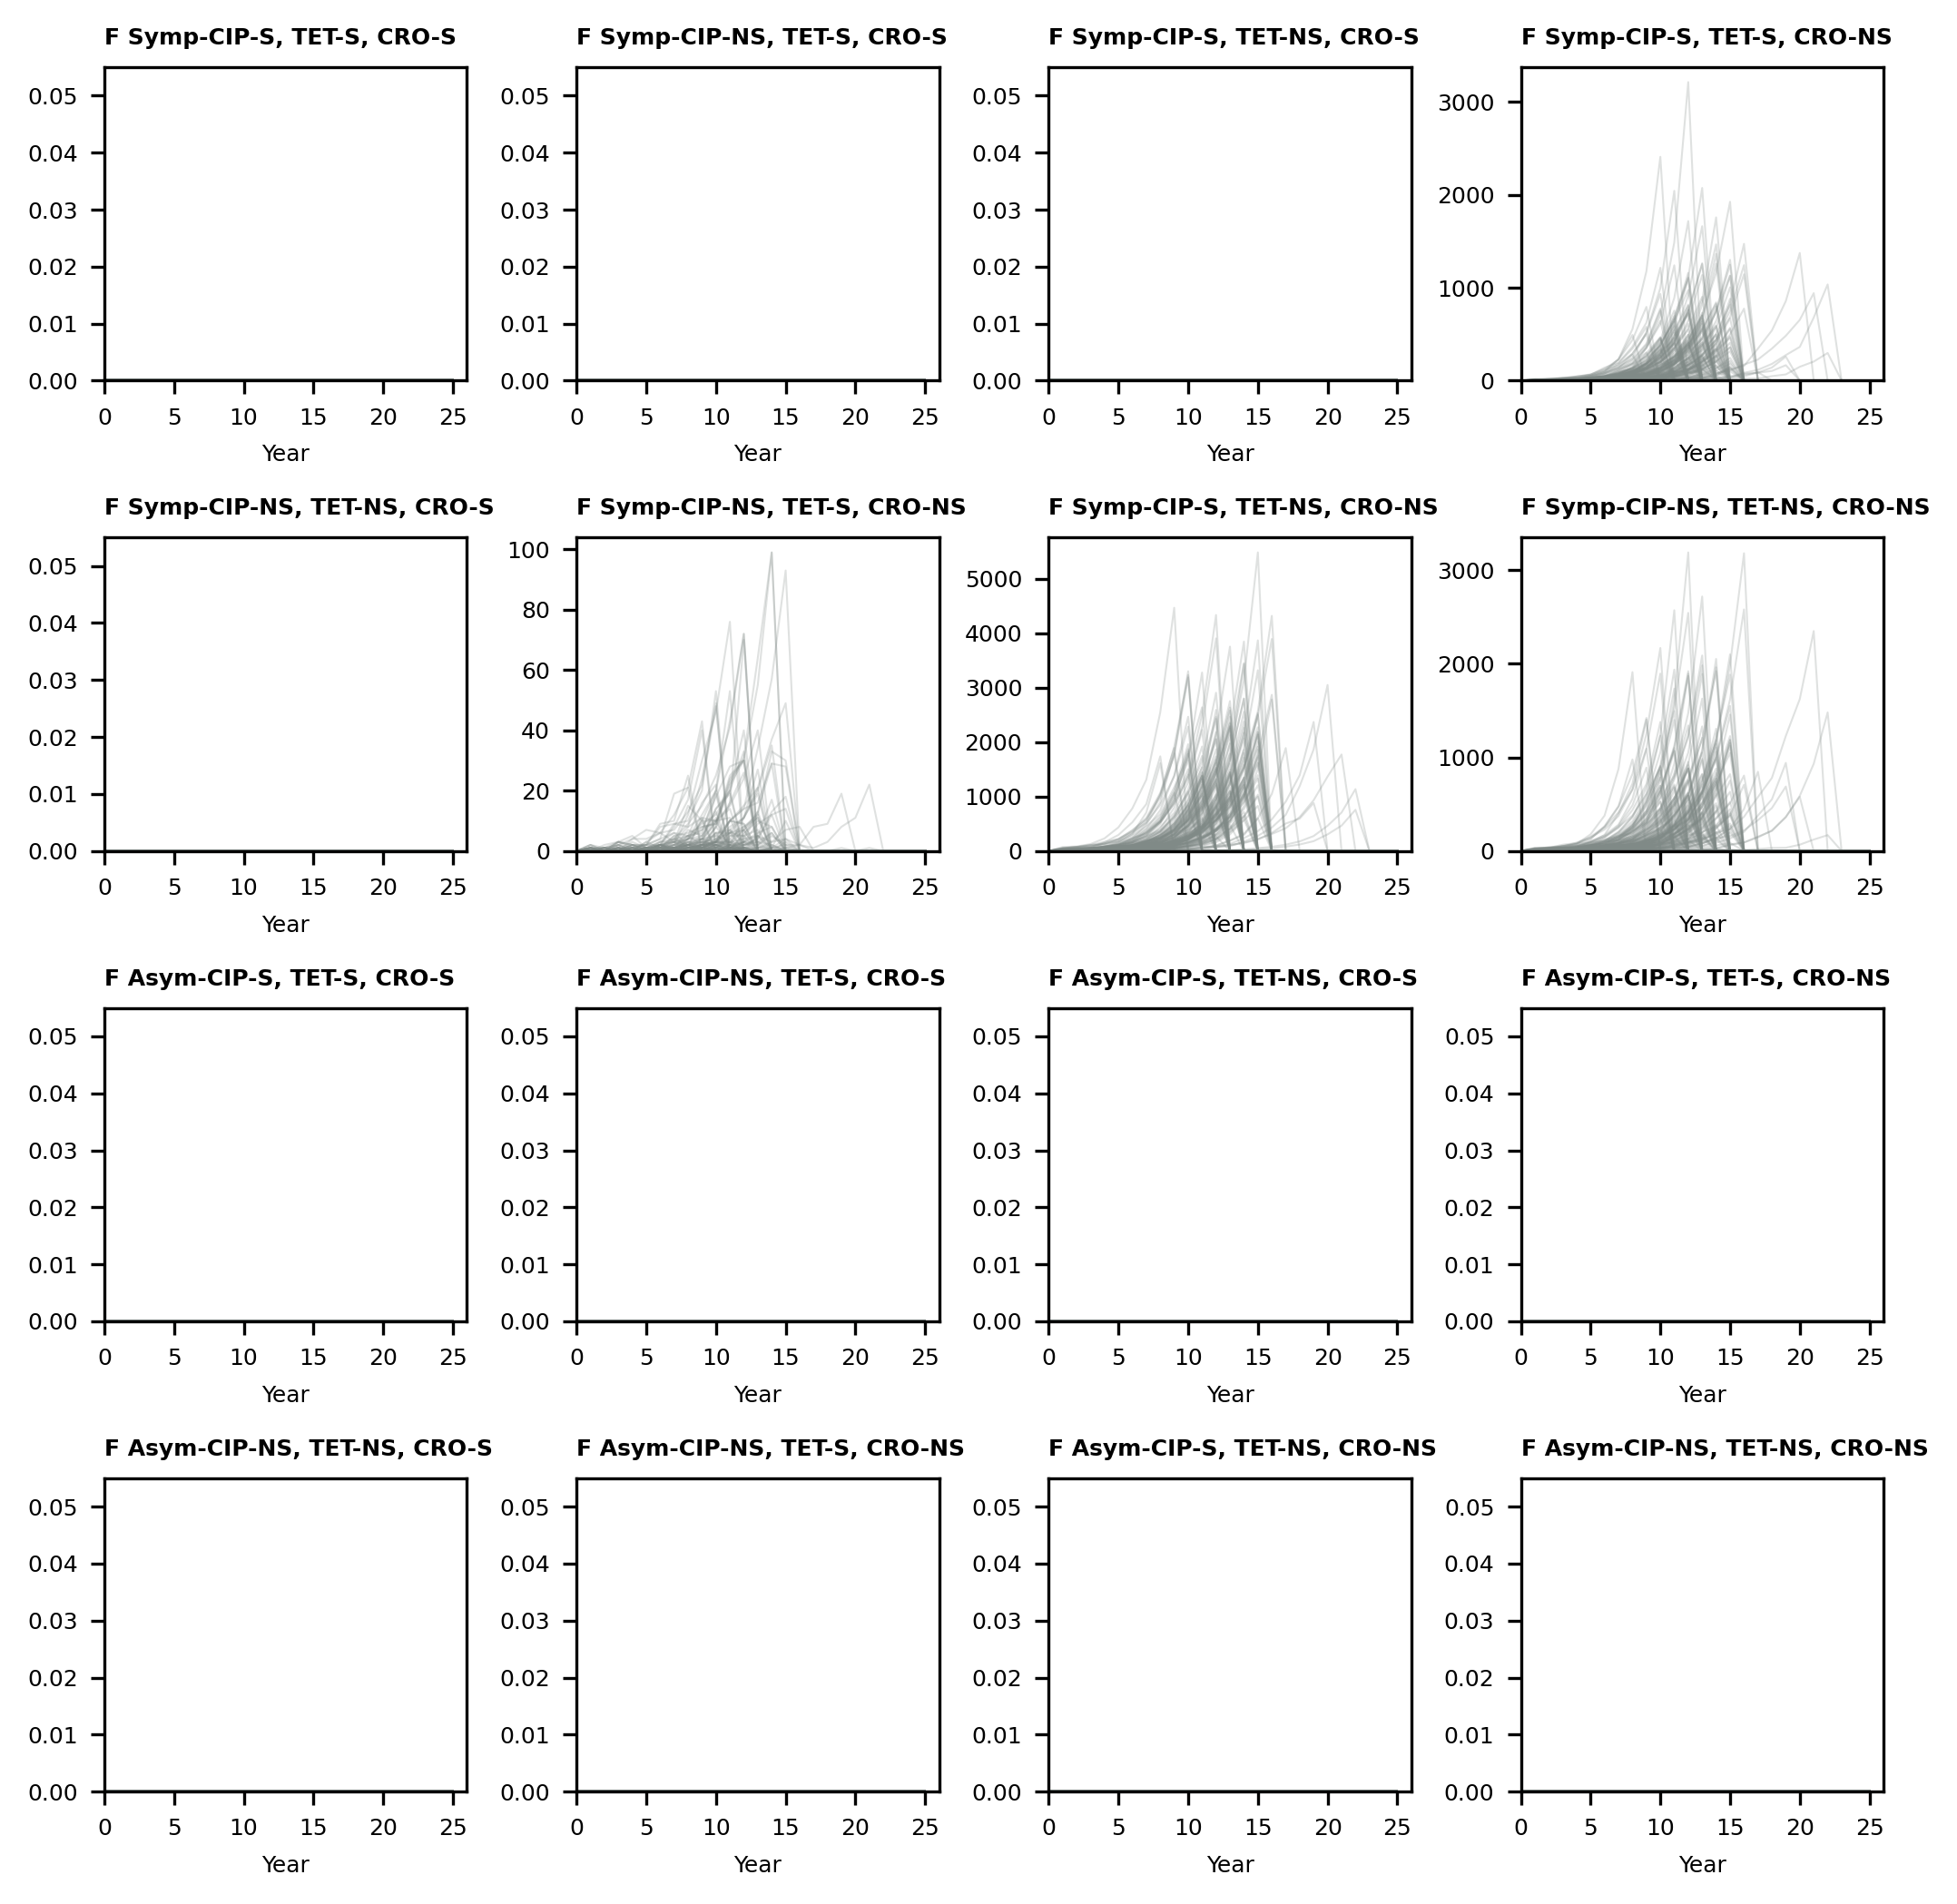 F Symp-CIP-S, TET-S, CRO-S
F Symp-CIP-NS, TET-S, CRO-S
F Symp-CIP-S, TET-NS, CRO-S
F Symp-CIP-S, TET-S, CRO-NS
0.05
0.04
0.03
0.02
0.01
0.00
0 5 10 15 20 25
Year
0.05
0.04
0.03
0.02
0.01
0.00
0 5 10 15 20 25
Year
0.05
0.04
0.03
0.02
0.01
0.00
0 5 10 15 20 25
Year
3000
2000
1000
0
0 5 10 15 20 25
Year
F Symp-CIP-NS, TET-NS, CRO-S
F Symp-CIP-NS, TET-S, CRO-NS
F Symp-CIP-S, TET-NS, CRO-NS
F Symp-CIP-NS, TET-NS, CRO-NS
0.05
0.04
0.03
0.02
0.01
0.00
0 5 10 15 20 25
Year
100
80
60
40
20
0
0 5 10 15 20 25
Year
5000
4000
3000
2000
1000
0
0 5 10 15 20 25
Year
3000
2000
1000
0
0 5 10 15 20 25
Year
F Asym-CIP-S, TET-S, CRO-S
F Asym-CIP-NS, TET-S, CRO-S
F Asym-CIP-S, TET-NS, CRO-S
F Asym-CIP-S, TET-S, CRO-NS
0.05
0.04
0.03
0.02
0.01
0.00
0 5 10 15 20 25
Year
0.05
0.04
0.03
0.02
0.01
0.00
0 5 10 15 20 25
Year
0.05
0.04
0.03
0.02
0.01
0.00
0 5 10 15 20 25
Year
0.05
0.04
0.03
0.02
0.01
0.00
0 5 10 15 20 25
Year
F Asym-CIP-NS, TET-NS, CRO-S
F Asym-CIP-NS, TET-S, CRO-NS
F Asym-CIP-S, TET-NS, CRO-NS
F Asym-CIP-NS, TET-NS, CRO-NS
0.05
0.04
0.03
0.02
0.01
0.00
0 5 10 15 20 25
Year
0.05
0.04
0.03
0.02
0.01
0.00
0 5 10 15 20 25
Year
0.05
0.04
0.03
0.02
0.01
0.00
0 5 10 15 20 25
Year
0.05
0.04
0.03
0.02
0.01
0.00
0 5 10 15 20 25
Year